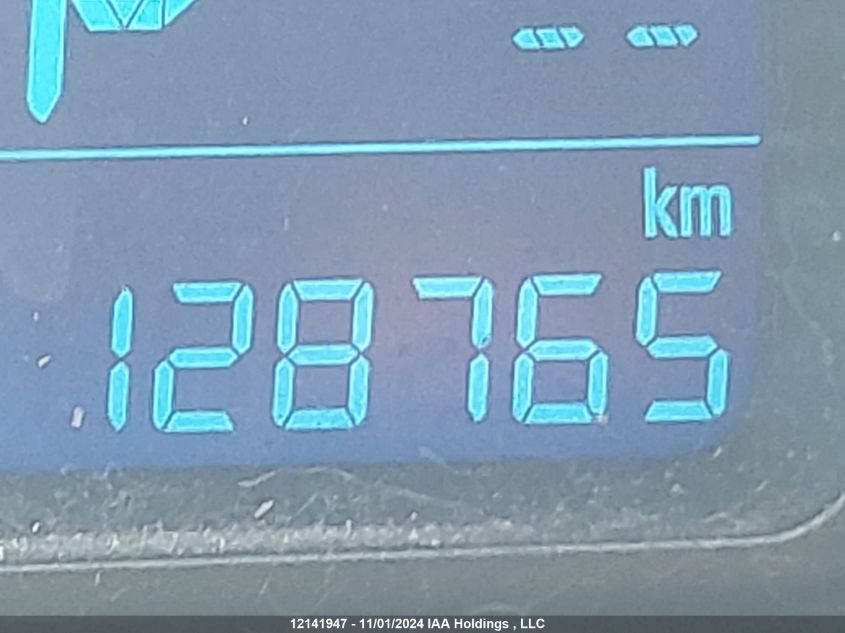 -- 
km
128765
12141947 - 11/01/2024 IAA Holdings , LLC